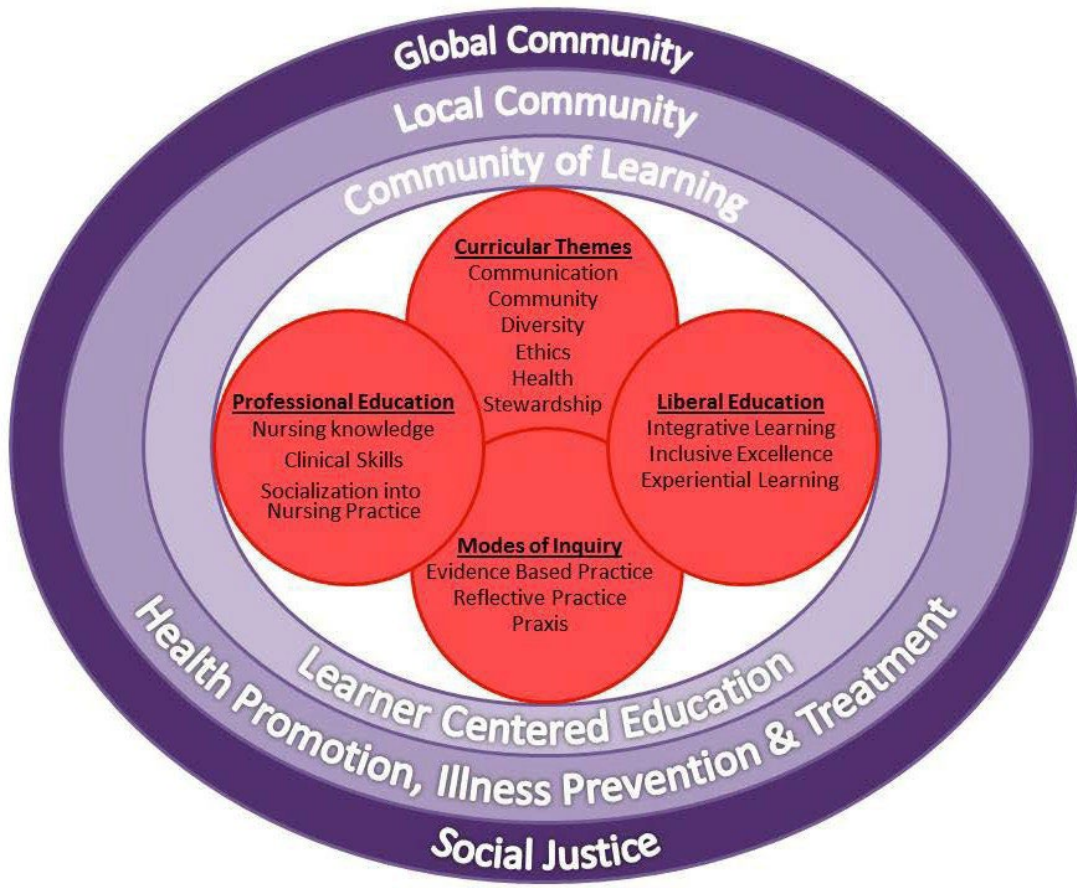 Global Community
Local Community
Community of Learning
Curricular Themes
Communication
Community
Diversity
Ethics
Health
Stewardship
Professional Education
Nursing knowledge
Clinical Skills
Socialization into
Nursing Practice
Liberal Education
Integrative Learning
Inclusive Excellence
Experiential Learning
Modes of Inquiry
Evidence Based Practice
Reflective Practice
Praxis
Learner Centered Education
Health Promotion, Illness Prevention & Treatment
Social Justice